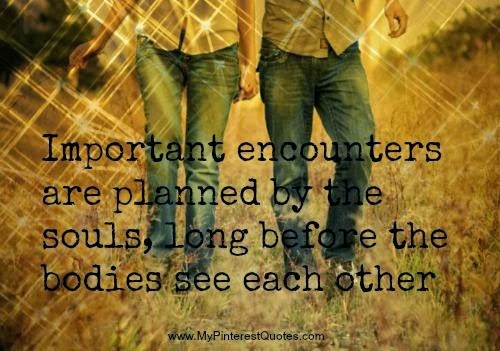 Important encounters
are planned by the
souls, long before the
bodies see each other
www.MyPinterestQuotes.com